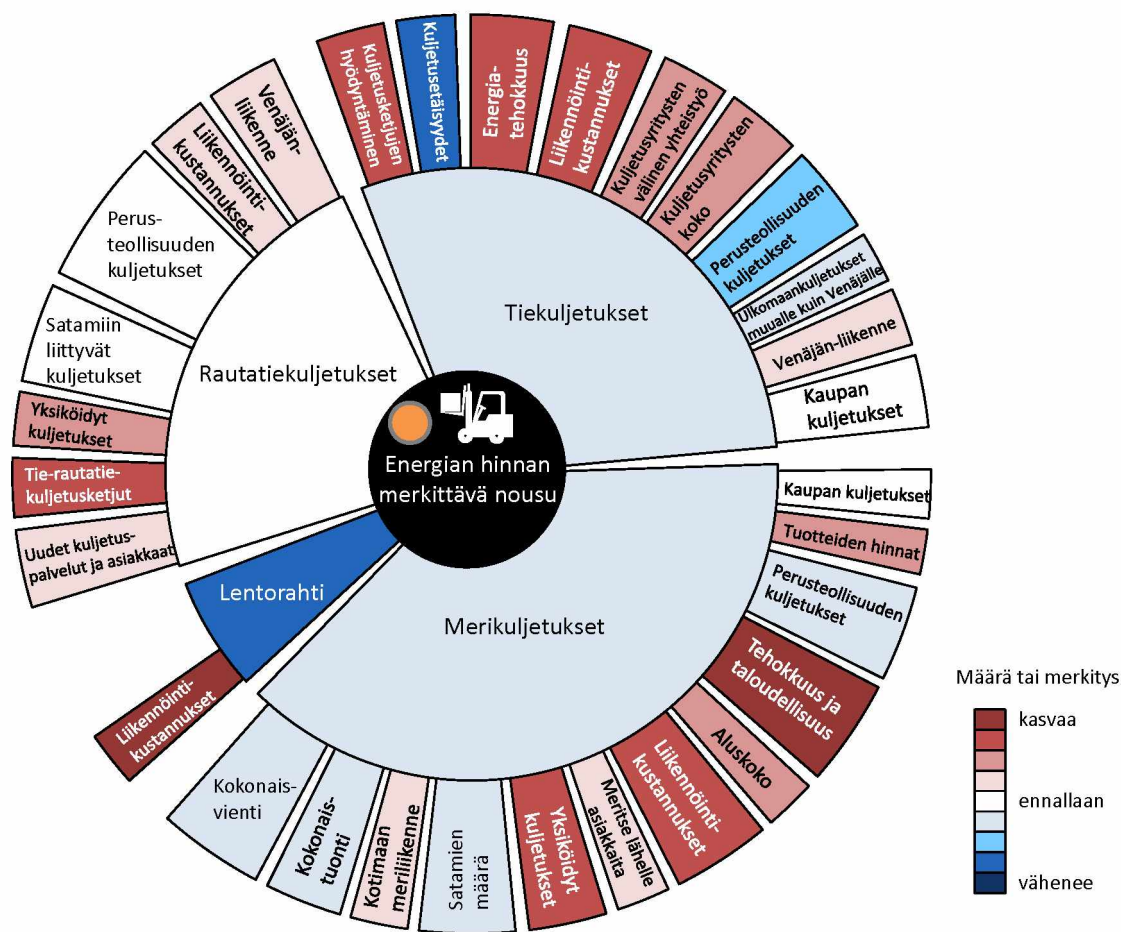 Energian hinnan
merkittävä nousu
Tiekuljetukset
Kuljetusketjujen
hyödyntäminen
Kuljetusetäisyydet
Energia-
tehokkuus
Liikennöinti-
kustannukset
Kuljetusyritysten
välinen yhteistyö
Kuljetusyritysten
koko
Perusteollisuuden
kuljetukset
Ulkomaankuljetukset
muualle kuin Venäjälle
Venäjän-liikenne
Kaupan
kuljetukset
Merikuljetukset
Kaupan kuljetukset
Tuotteiden hinnat
Perusteollisuuden
kuljetukset
Tehokkuus ja
taloudellisuus
Aluskoko
Liikennöinti-
kustannukset
Meritse lähelle
asiakkaita
Yksiköidyt
kuljetukset
Satamien
määrä
Kotimaan
meriliikenne
Kokonais-
tuonti
Kokonais-
vienti
Lentorahti
Liikennöinti-
kustannukset
Rautatiekuljetukset
Uudet kuljetus-
palvelut ja asiakkaat
Tie-rautatie-
kuljetusketjut
Yksiköidyt
kuljetukset
Satamiin
liittyvät
kuljetukset
Perus-
teollisuuden
kuljetukset
Liikennöinti-
kustannukset
Venäjän-
liikenne
Määrä tai merkitys
kasvaa
ennallaan
vähenee